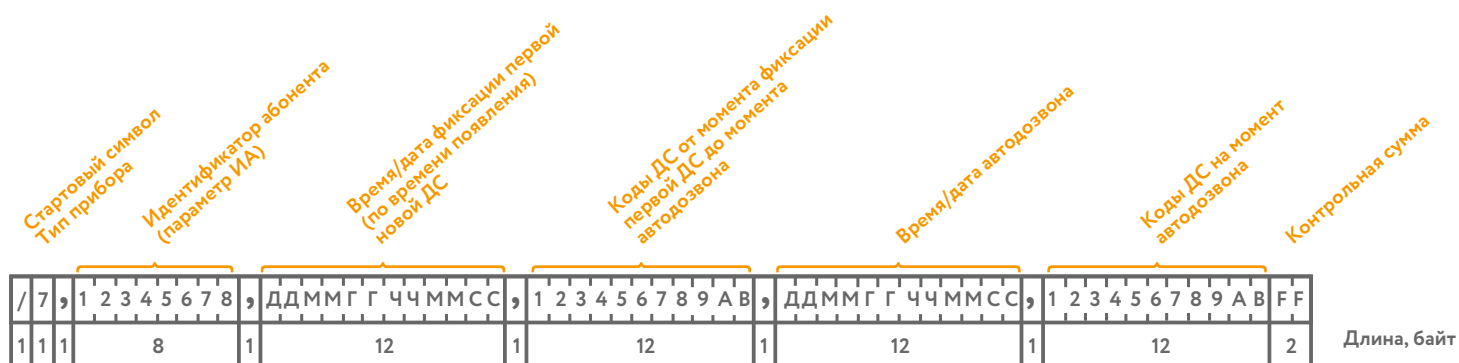 Стартовый символ
Тип прибора
Идентификатор абонента
(параметр ИА)
Время/дата фиксации первой
(по времени появления)
новой ДС
Коды ДС от момента фиксации
первой ДС до момента
автодозвона
Время/дата автодозвона
Коды ДС на момент
автодозвона
Контрольная сумма
/ 7 , 1 2 3 4 5 6 7 8 , ДДММГГЧЧММСС , 1 2 3 4 5 6 7 8 9 A B , ДДММГГЧЧММСС , 1 2 3 4 5 6 7 8 9 A B F F
1 1 1 8 1 12 1 12 1 12 1 12 2 Длина, байт